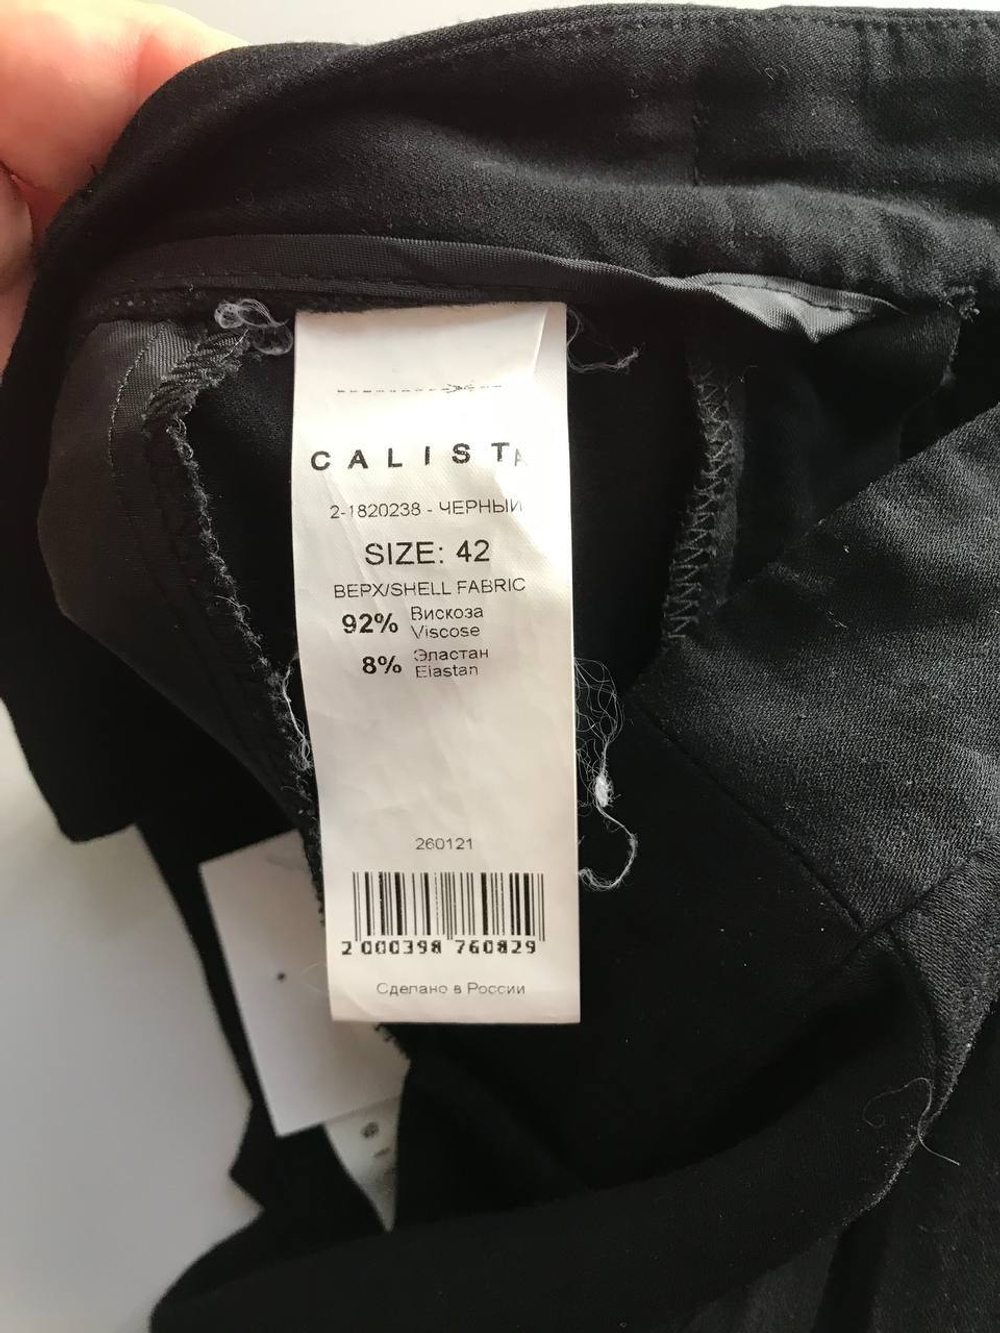 CALISTA
2-1820238 - ЧЕРНЫЙ
SIZE: 42
ВЕРХ/SHELL FABRIC
92% Вискоза
Viscose
8% Эластан
Elastan
260121
2 000398 760829
Сделано в России